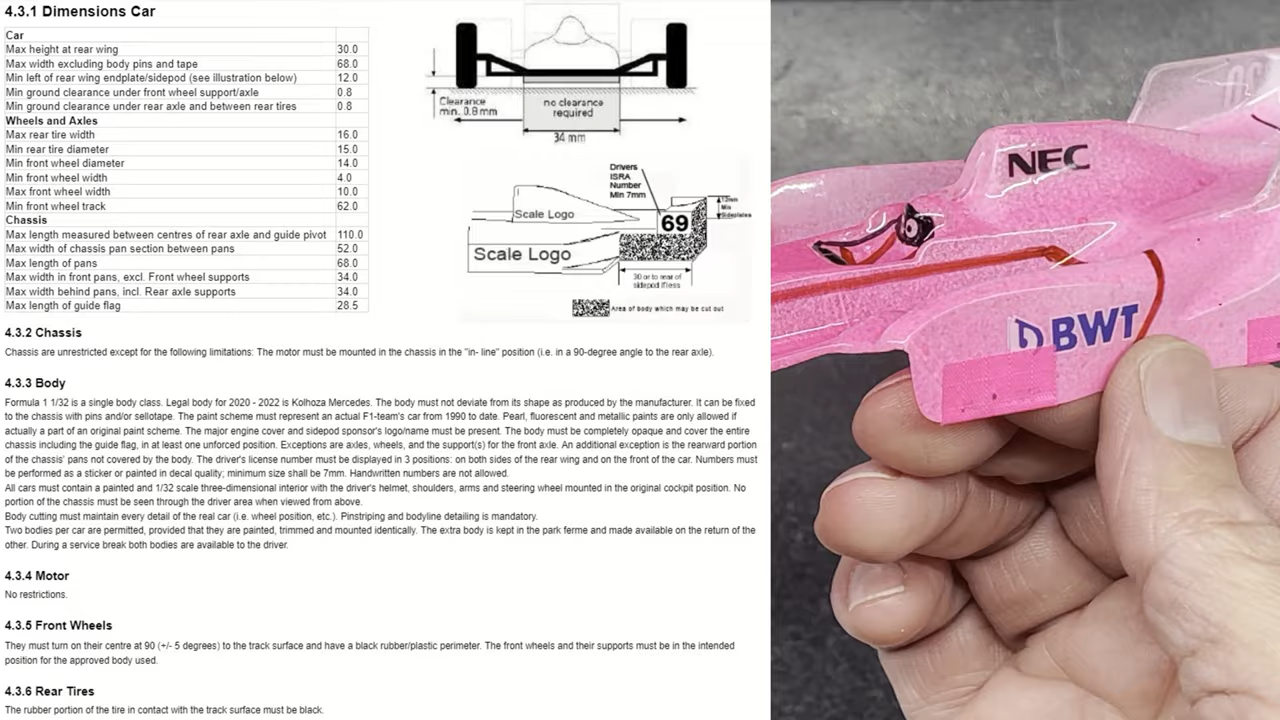 4.3.1 Dimensions Car
Car
Max height at rear wing 30.0
Max width excluding body pins and tape 68.0
Min left of rear wing endplate/sidepod (see illustration below) 12.0
Min ground clearance under front wheel support/axle 0.8
Min ground clearance under rear axle and between rear tires 0.8
Wheels and Axles
Max rear tire width 16.0
Min rear tire diameter 15.0
Min front wheel diameter 14.0
Min front wheel width 4.0
Max front wheel width 10.0
Min front wheel track 62.0
Chassis
Max length measured between centres of rear axle and guide pivot 110.0
Max width of chassis pan section between pans 52.0
Max length of pans 68.0
Max width in front pans, excl. Front wheel supports 34.0
Max width behind pans, incl. Rear axle supports 34.0
Max length of guide flag 28.5
Clearance
min. 0.8 mm
no clearance
required
34 mm
Drivers
ISRA
Number
Min 7mm
12mm
Min
Sideplates
Scale Logo
69
Scale Logo
30 or to rear of
sidepod if less
Area of body which may be cut out
4.3.2 Chassis
Chassis are unrestricted except for the following limitations: The motor must be mounted in the chassis in the "in- line" position (i.e. in a 90-degree angle to the rear axle).
4.3.3 Body
Formula 1 1/32 is a single body class. Legal body for 2020 - 2022 is Kolhoza Mercedes. The body must not deviate from its shape as produced by the manufacturer. It can be fixed
to the chassis with pins and/or sellotape. The paint scheme must represent an actual F1-team's car from 1990 to date. Pearl, fluorescent and metallic paints are only allowed if
actually a part of an original paint scheme. The major engine cover and sidepod sponsor's logo/name must be present. The body must be completely opaque and cover the entire
chassis including the guide flag, in at least one unforced position. Exceptions are axles, wheels, and the support(s) for the front axle. An additional exception is the rearward portion
of the chassis' pans not covered by the body. The driver's license number must be displayed in 3 positions: on both sides of the rear wing and on the front of the car. Numbers must
be performed as a sticker or painted in decal quality; minimum size shall be 7mm. Handwritten numbers are not allowed.
All cars must contain a painted and 1/32 scale three-dimensional interior with the driver's helmet, shoulders, arms and steering wheel mounted in the original cockpit position. No
portion of the chassis must be seen through the driver area when viewed from above.
Body cutting must maintain every detail of the real car (i.e. wheel position, etc.). Pinstriping and bodyline detailing is mandatory.
Two bodies per car are permitted, provided that they are painted, trimmed and mounted identically. The extra body is kept in the park ferme and made available on the return of the
other. During a service break both bodies are available to the driver.
4.3.4 Motor
No restrictions.
4.3.5 Front Wheels
They must turn on their centre at 90 (+/- 5 degrees) to the track surface and have a black rubber/plastic perimeter. The front wheels and their supports must be in the intended
position for the approved body used.
4.3.6 Rear Tires
The rubber portion of the tire in contact with the track surface must be black.
NEC
BWT